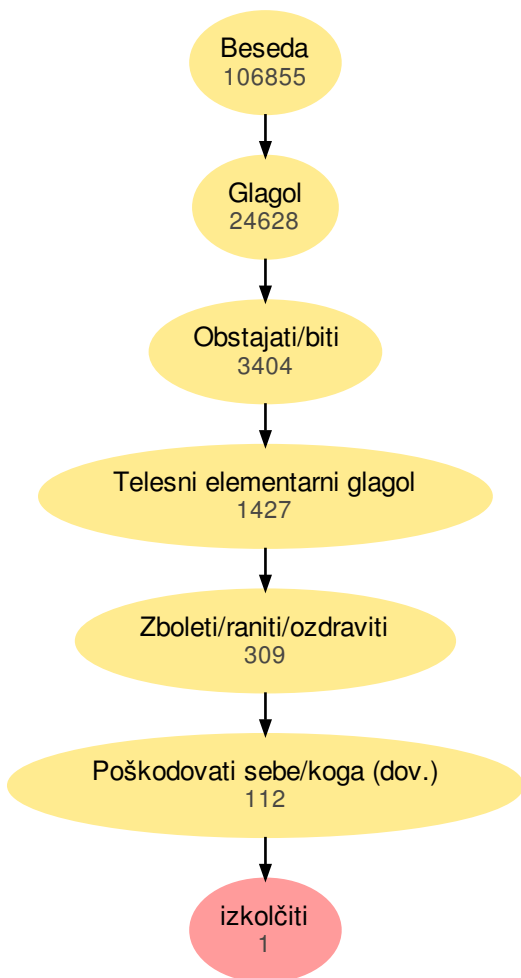 Beseda
106855
Glagol
24628
Obstajati/biti
3404
Telesni elementarni glagol
1427
Zboleti/raniti/ozdraviti
309
Poškodovati sebe/koga (dov.)
112
izkolčiti
1